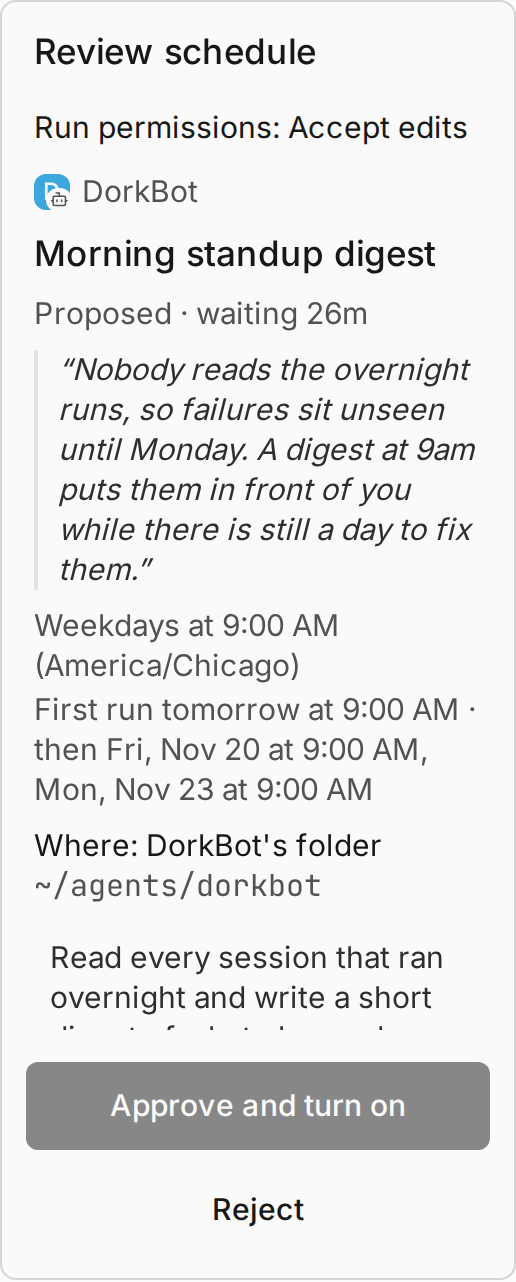 Review schedule
Run permissions: Accept edits
DorkBot
Morning standup digest
Proposed · waiting 26m
“Nobody reads the overnight
runs, so failures sit unseen
until Monday. A digest at 9am
puts them in front of you
while there is still a day to fix
them.”
Weekdays at 9:00 AM
(America/Chicago)
First run tomorrow at 9:00 AM ·
then Fri, Nov 20 at 9:00 AM,
Mon, Nov 23 at 9:00 AM
Where: DorkBot's folder
~/agents/dorkbot
Read every session that ran
overnight and write a short
Approve and turn on
Reject